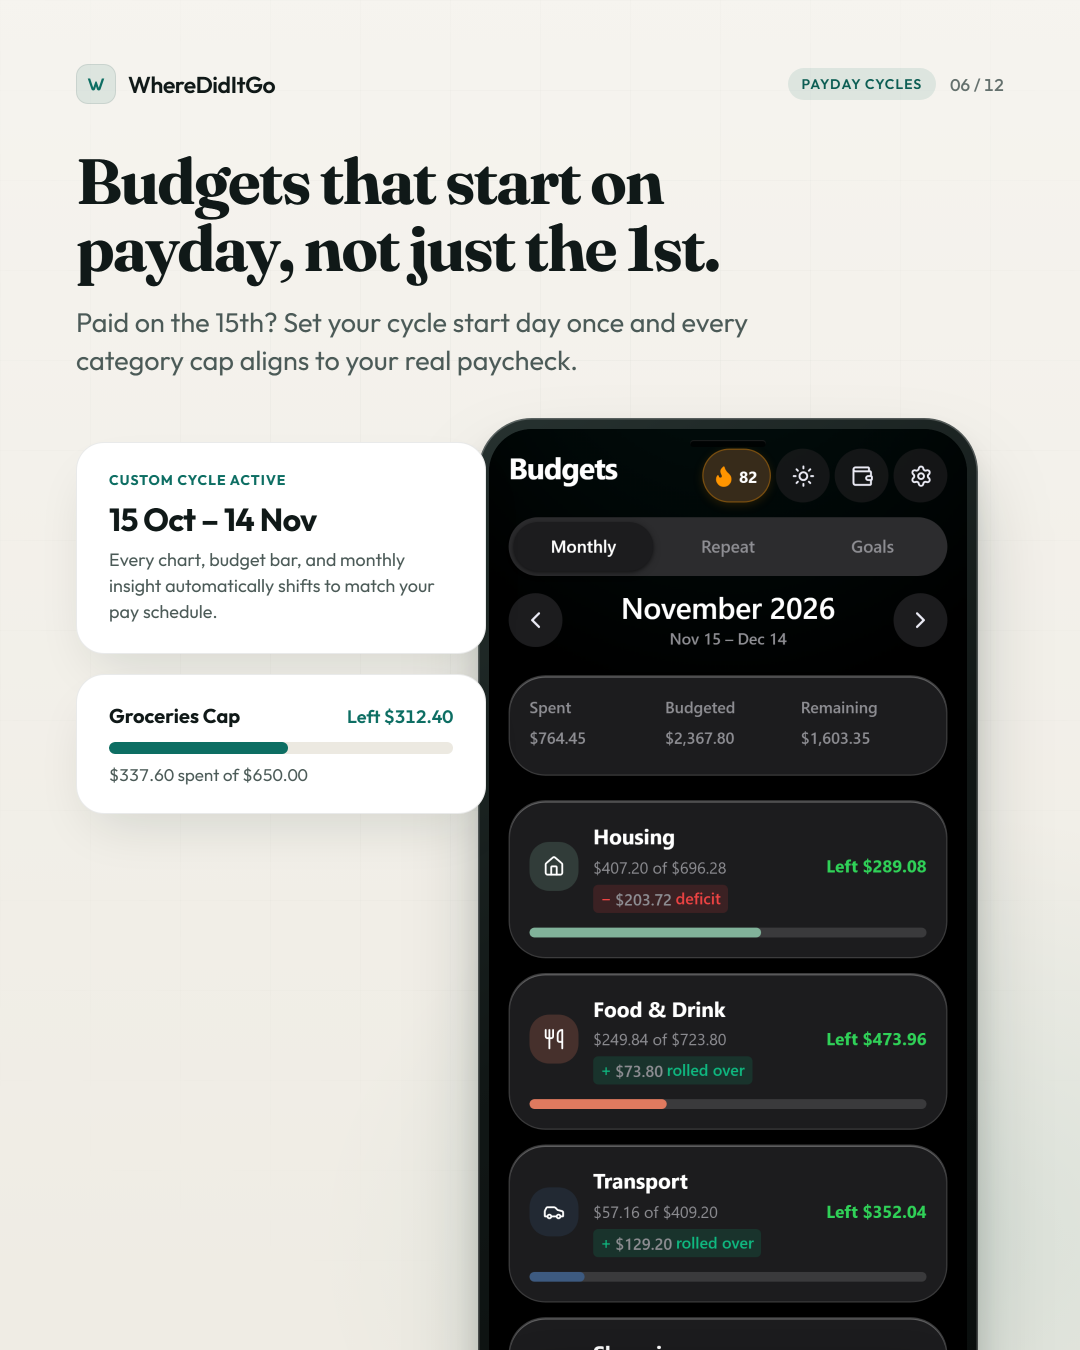 W WhereDidItGo
PAYDAY CYCLES 06 / 12
Budgets that start on
payday, not just the 1st.
Paid on the 15th? Set your cycle start day once and every
category cap aligns to your real paycheck.
CUSTOM CYCLE ACTIVE
15 Oct – 14 Nov
Every chart, budget bar, and monthly
insight automatically shifts to match your
pay schedule.
Groceries Cap Left $312.40
$337.60 spent of $650.00
Budgets 82
Monthly Repeat Goals
November 2026
Nov 15 – Dec 14
Spent Budgeted Remaining
$764.45 $2,367.80 $1,603.35
Housing
$407.20 of $696.28 Left $289.08
− $203.72 deficit
Food & Drink
$249.84 of $723.80 Left $473.96
+ $73.80 rolled over
Transport
$57.16 of $409.20 Left $352.04
+ $129.20 rolled over